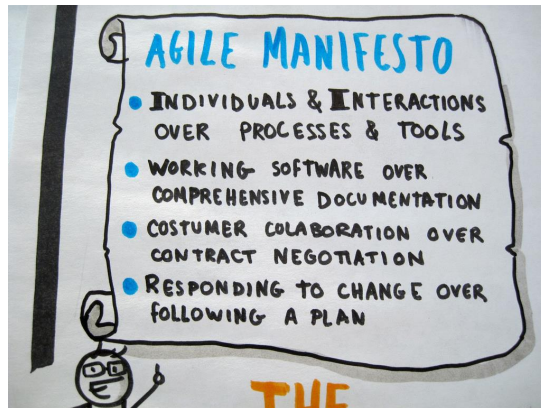 AGILE MANIFESTO
• INDIVIDUALS & INTERACTIONS
OVER PROCESSES & TOOLS
• WORKING SOFTWARE OVER
COMPREHENSIVE DOCUMENTATION
• COSTUMER COLABORATION OVER
CONTRACT NEGOTIATION
• RESPONDING TO CHANGE OVER
FOLLOWING A PLAN
THE